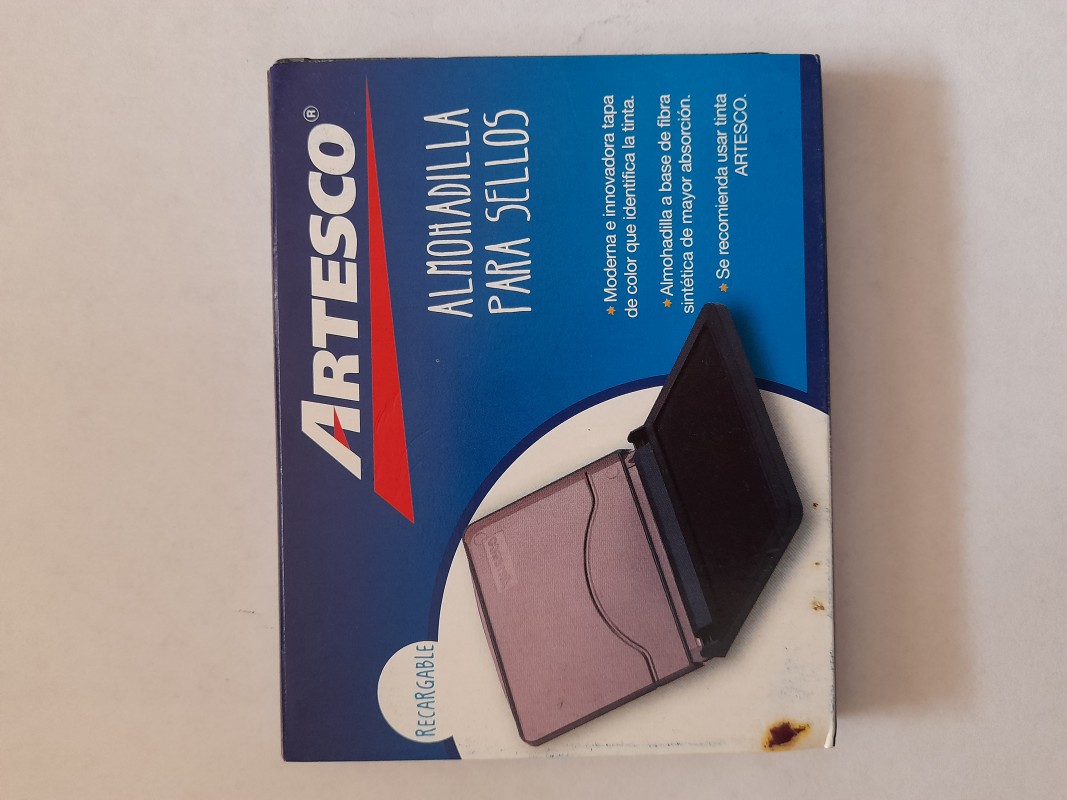 ARTESCO®
RECARGABLE
ALMOHADILLA
PARA SELLOS
* Moderna e innovadora tapa
de color que identifica la tinta.
* Almohadilla a base de fibra
sintética de mayor absorción.
* Se recomienda usar tinta
ARTESCO.